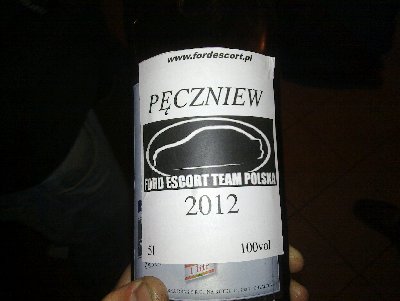 www.fordescort.pl
PĘCZNIEW
FORD ESCORT TEAM POLSKA
2012
5l 100vol